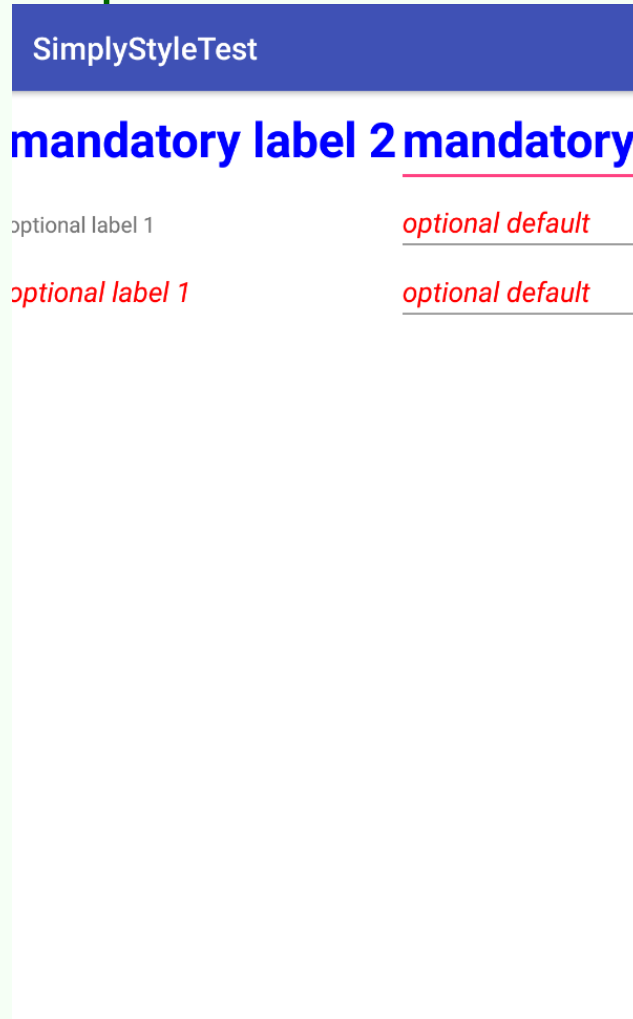 SimplyStyleTest
mandatory label 2 mandatory
optional label 1 optional default
optional label 1 optional default